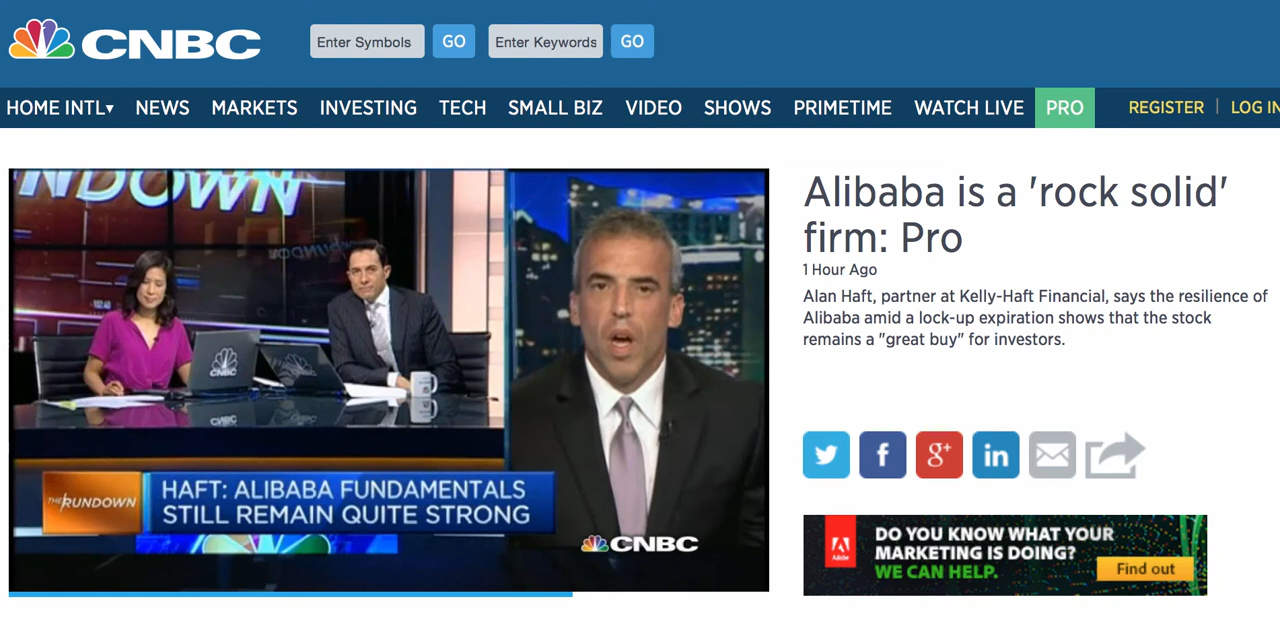 CNBC
Enter Symbols GO Enter Keywords GO
HOME INTL▾ NEWS MARKETS INVESTING TECH SMALL BIZ VIDEO SHOWS PRIMETIME WATCH LIVE PRO REGISTER | LOG IN
NDOWN
CNBC
THE RUNDOWN
HAFT: ALIBABA FUNDAMENTALS
STILL REMAIN QUITE STRONG
CNBC
Alibaba is a 'rock solid'
firm: Pro
1 Hour Ago
Alan Haft, partner at Kelly-Haft Financial, says the resilience of
Alibaba amid a lock-up expiration shows that the stock
remains a "great buy" for investors.
f
g+
in
Adobe
DO YOU KNOW WHAT YOUR
MARKETING IS DOING?
WE CAN HELP.
Find out